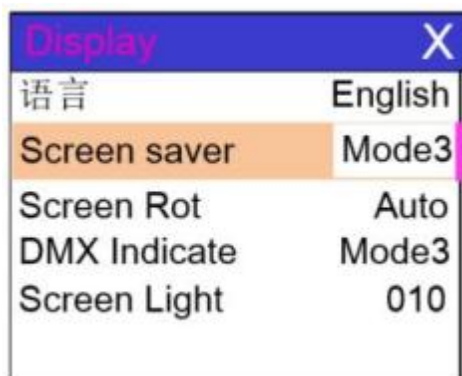 Display X
语言 English
Screen saver Mode3
Screen Rot Auto
DMX Indicate Mode3
Screen Light 010